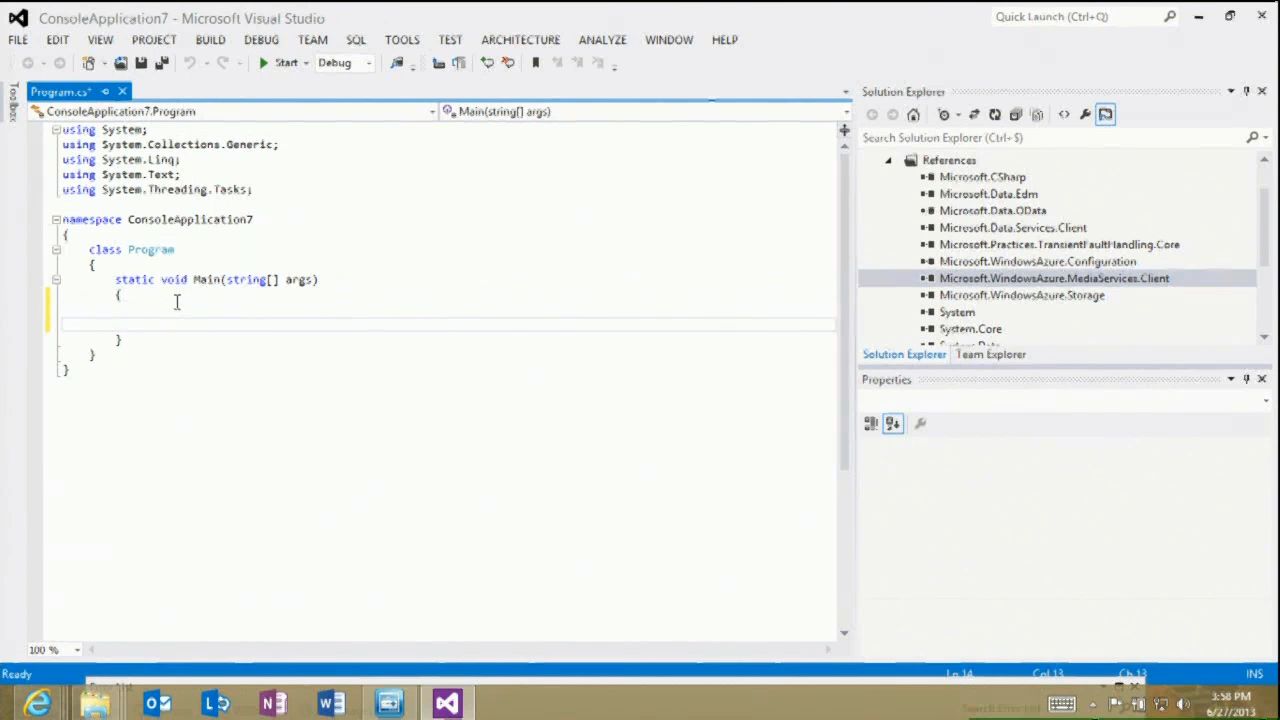 ConsoleApplication7 - Microsoft Visual Studio
Quick Launch (Ctrl+Q)
FILE EDIT VIEW PROJECT BUILD DEBUG TEAM SQL TOOLS TEST ARCHITECTURE ANALYZE WINDOW HELP
Start Debug
Toolbox
Program.cs*
ConsoleApplication7.Program
Main(string[] args)
using System;
using System.Collections.Generic;
using System.Linq;
using System.Text;
using System.Threading.Tasks;
namespace ConsoleApplication7
{
class Program
{
static void Main(string[] args)
{
}
}
}
100 %
Solution Explorer
Search Solution Explorer (Ctrl+$)
References
Microsoft.CSharp
Microsoft.Data.Edm
Microsoft.Data.OData
Microsoft.Data.Services.Client
Microsoft.Practices.TransientFaultHandling.Core
Microsoft.WindowsAzure.Configuration
Microsoft.WindowsAzure.MediaServices.Client
Microsoft.WindowsAzure.Storage
System
System.Core
System.Data
Solution Explorer Team Explorer
Properties
Ready
Ln 14 Col 13 Ch 13 INS
3:58 PM
6/27/2013